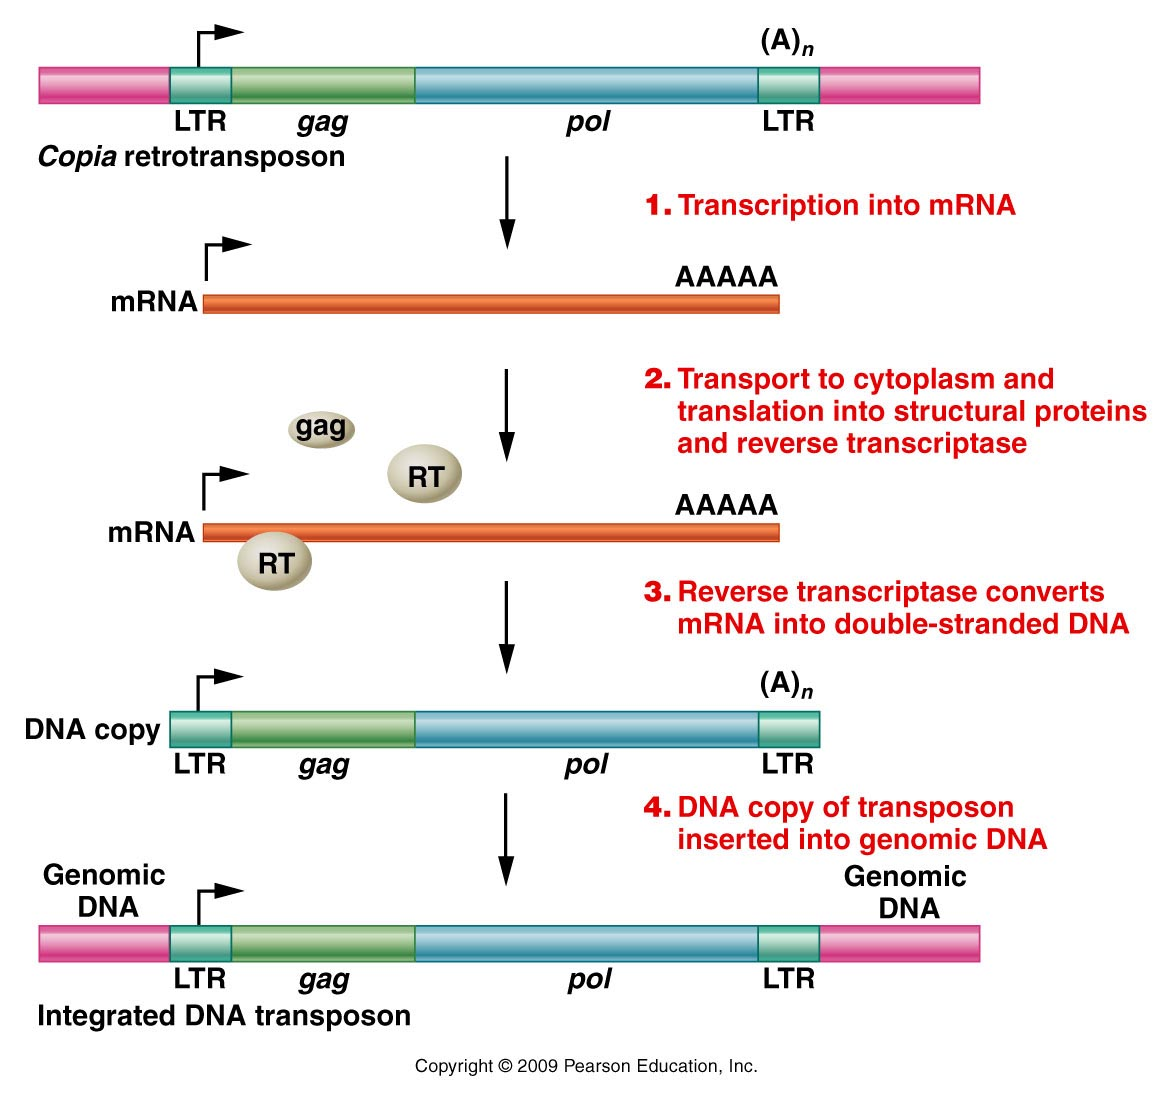 (A)n
LTR gag pol LTR
Copia retrotransposon
1. Transcription into mRNA
AAAAA
mRNA
2. Transport to cytoplasm and
translation into structural proteins
and reverse transcriptase
gag
RT
AAAAA
mRNA
RT
3. Reverse transcriptase converts
mRNA into double-stranded DNA
(A)n
DNA copy
LTR gag pol LTR
4. DNA copy of transposon
inserted into genomic DNA
Genomic
DNA
Genomic
DNA
LTR gag pol LTR
Integrated DNA transposon
Copyright © 2009 Pearson Education, Inc.